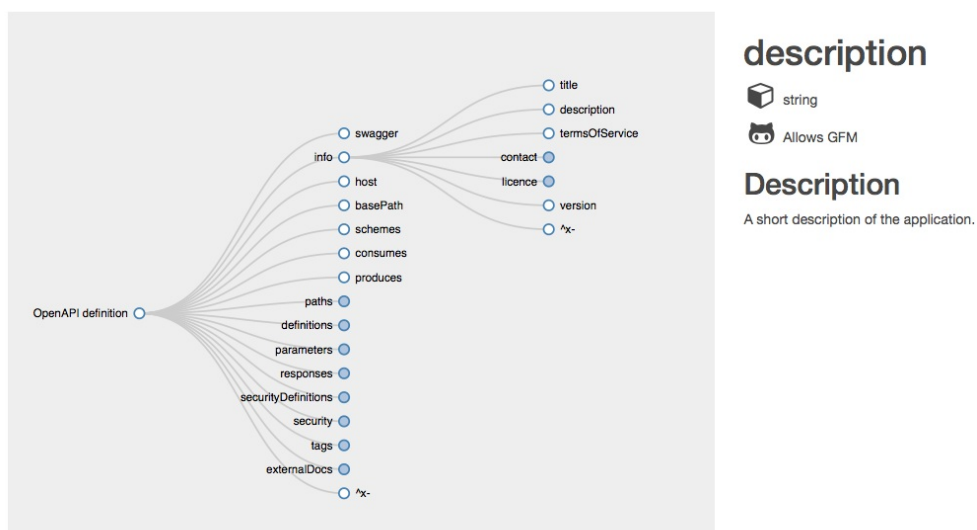 OpenAPI definition
swagger
info
host
basePath
schemes
consumes
produces
paths
definitions
parameters
responses
securityDefinitions
security
tags
externalDocs
^x-
title
description
termsOfService
contact
licence
version
^x-
description
string
Allows GFM
Description
A short description of the application.